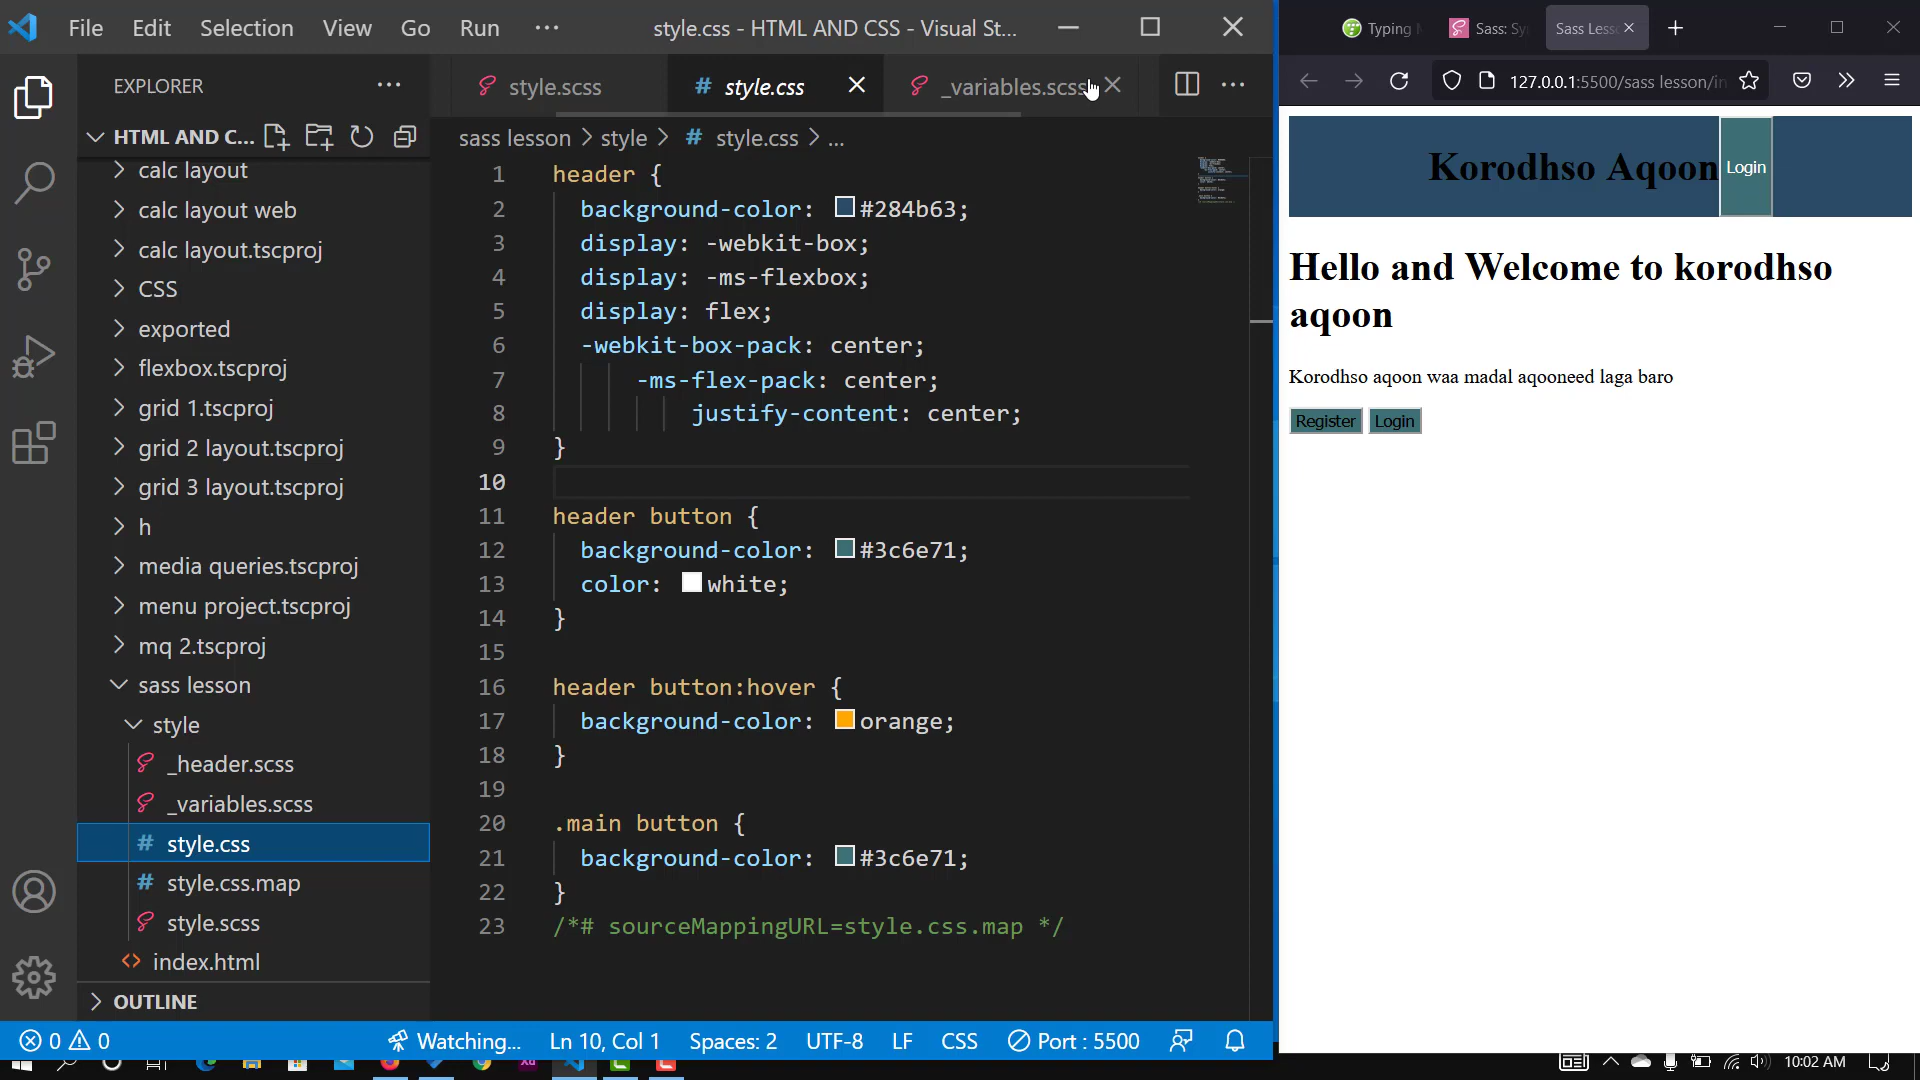 File Edit Selection View Go Run ··· style.css - HTML AND CSS - Visual St...
EXPLORER ···
HTML AND C...
calc layout
calc layout web
calc layout.tscproj
CSS
exported
flexbox.tscproj
grid 1.tscproj
grid 2 layout.tscproj
grid 3 layout.tscproj
h
media queries.tscproj
menu project.tscproj
mq 2.tscproj
sass lesson
style
_header.scss
_variables.scss
style.css
style.css.map
style.scss
index.html
OUTLINE
style.scss # style.css _variables.scss
sass lesson > style > # style.css > ...
1 header {
2 background-color: #284b63;
3 display: -webkit-box;
4 display: -ms-flexbox;
5 display: flex;
6 -webkit-box-pack: center;
7 -ms-flex-pack: center;
8 justify-content: center;
9 }
10
11 header button {
12 background-color: #3c6e71;
13 color: white;
14 }
15
16 header button:hover {
17 background-color: orange;
18 }
19
20 .main button {
21 background-color: #3c6e71;
22 }
23 /*# sourceMappingURL=style.css.map */
0 0 Watching... Ln 10, Col 1 Spaces: 2 UTF-8 LF CSS Port : 5500
Typing Sass: Sy Sass Less
127.0.0.1:5500/sass lesson/in
Korodhso Aqoon Login
Hello and Welcome to korodhso
aqoon
Korodhso aqoon waa madal aqooneed laga baro
Register Login
10:02 AM